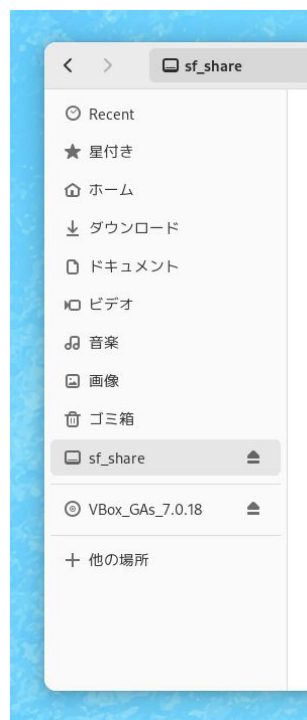 sf_share
Recent
星付き
ホーム
ダウンロード
ドキュメント
ビデオ
音楽
画像
ゴミ箱
sf_share
VBox_GAs_7.0.18
他の場所